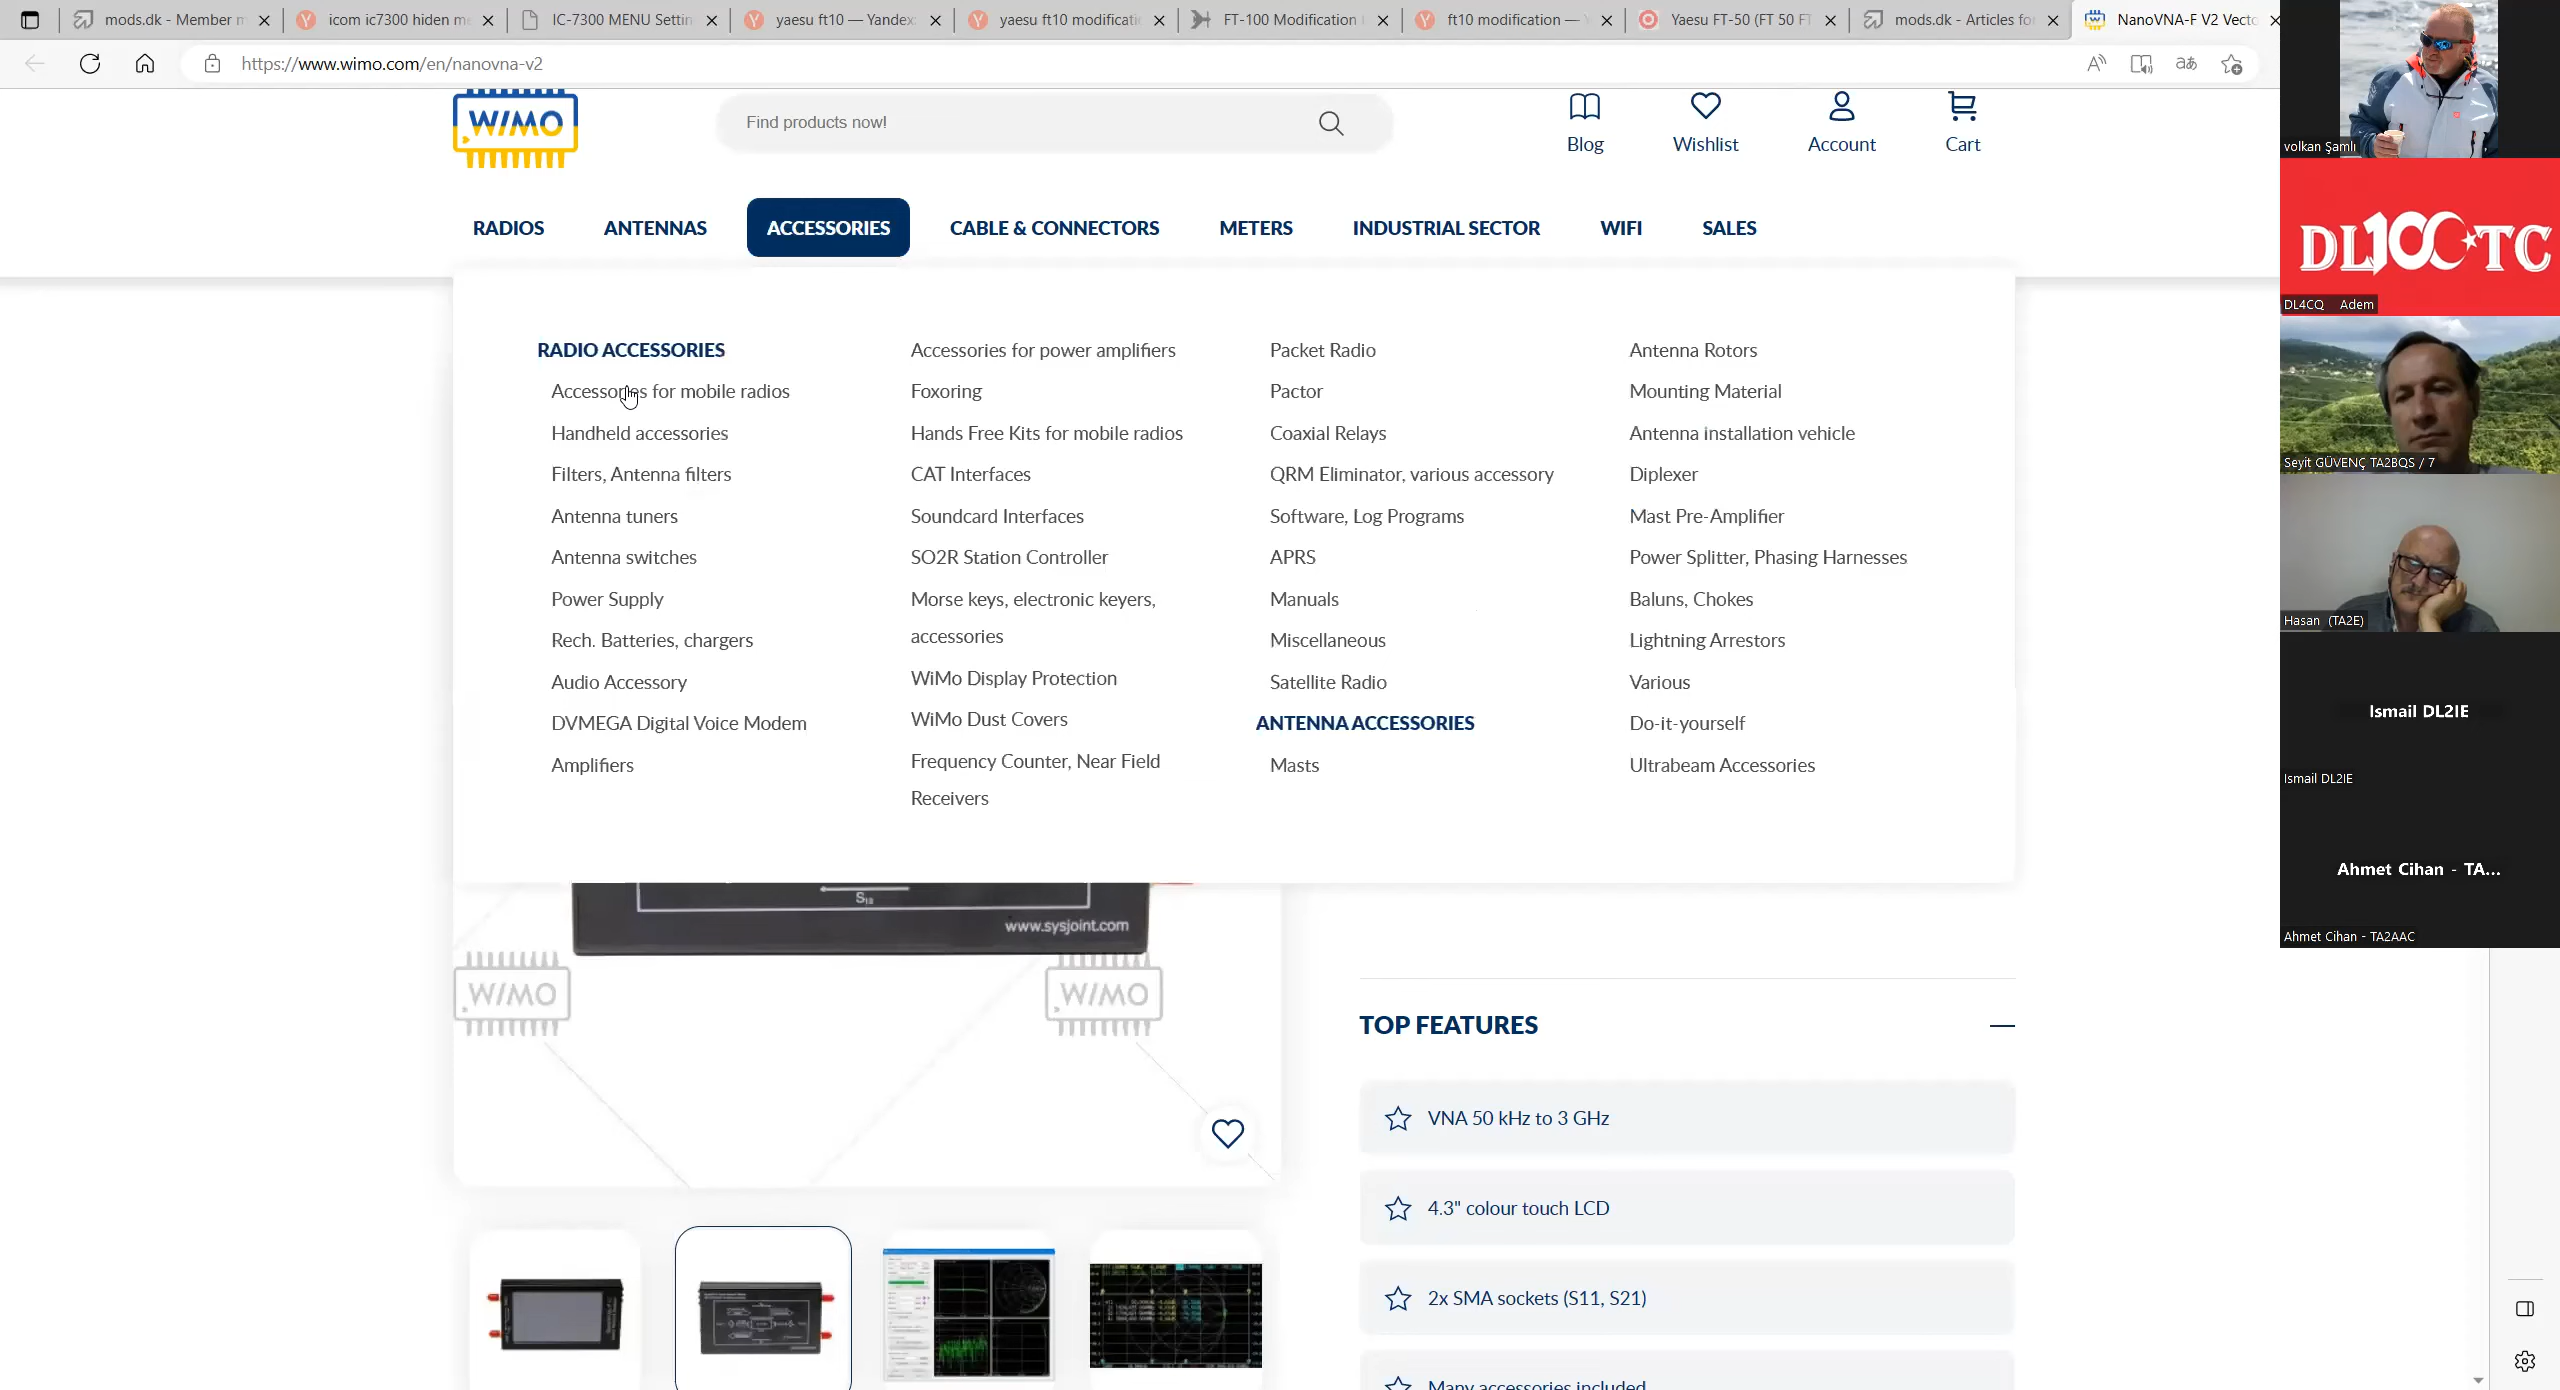 mods.dk - Member m
icom ic7300 hiden me
IC-7300 MENU Settin
yaesu ft10 — Yandex
yaesu ft10 modificati
FT-100 Modification
ft10 modification —
Yaesu FT-50 (FT 50 FT
mods.dk - Articles for
NanoVNA-F V2 Vecto
https://www.wimo.com/en/nanovna-v2
WiMO
Find products now!
Blog
Wishlist
Account
Cart
RADIOS
ANTENNAS
ACCESSORIES
CABLE & CONNECTORS
METERS
INDUSTRIAL SECTOR
WIFI
SALES
RADIO ACCESSORIES
Accessories for mobile radios
Handheld accessories
Filters, Antenna filters
Antenna tuners
Antenna switches
Power Supply
Rech. Batteries, chargers
Audio Accessory
DVMEGA Digital Voice Modem
Amplifiers
Accessories for power amplifiers
Foxoring
Hands Free Kits for mobile radios
CAT Interfaces
Soundcard Interfaces
SO2R Station Controller
Morse keys, electronic keyers,
accessories
WiMo Display Protection
WiMo Dust Covers
Frequency Counter, Near Field
Receivers
Packet Radio
Pactor
Coaxial Relays
QRM Eliminator, various accessory
Software, Log Programs
APRS
Manuals
Miscellaneous
Satellite Radio
ANTENNA ACCESSORIES
Masts
Antenna Rotors
Mounting Material
Antenna installation vehicle
Diplexer
Mast Pre-Amplifier
Power Splitter, Phasing Harnesses
Baluns, Chokes
Lightning Arrestors
Various
Do-it-yourself
Ultrabeam Accessories
S12
www.sysjoint.com
WiMO
WiMO
TOP FEATURES
VNA 50 kHz to 3 GHz
4.3" colour touch LCD
2x SMA sockets (S11, S21)
Many accessories included
volkan Şamlı
DL100TC
DL4CQ Adem
Seyit GÜVENÇ TA2BQS / 7
Hasan (TA2E)
Ismail DL2IE
Ismail DL2IE
Ahmet Cihan - TA...
Ahmet Cihan - TA2AAC